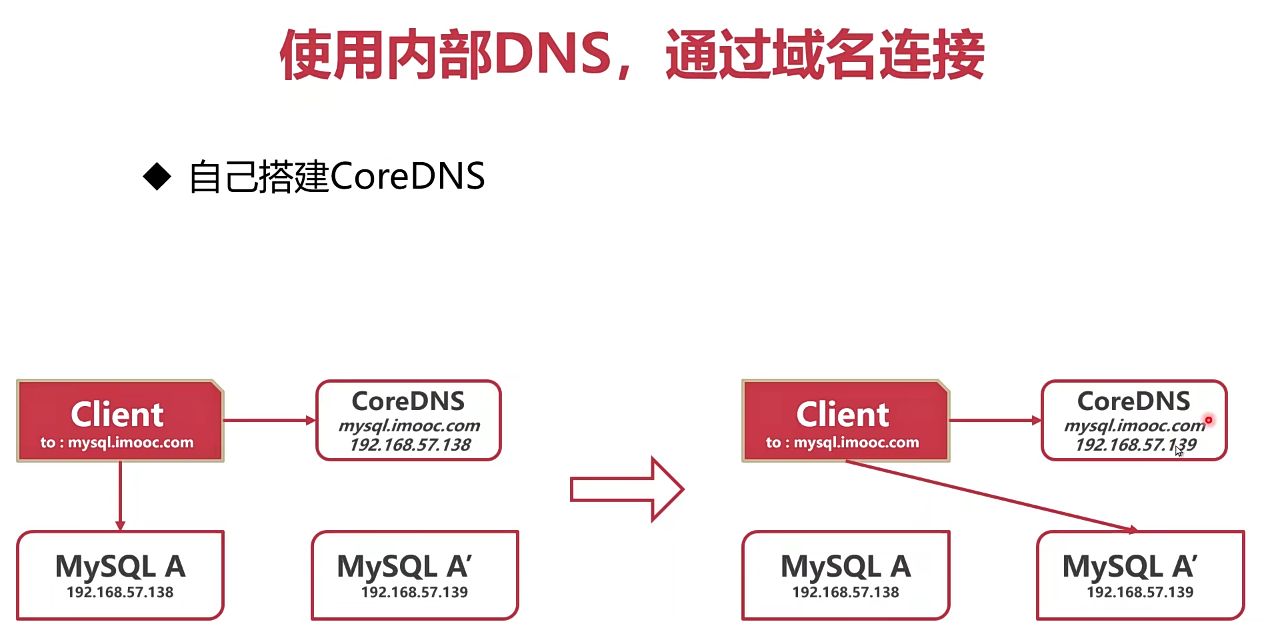 使用内部DNS，通过域名连接
◆ 自己搭建CoreDNS
Client
to : mysql.imooc.com
CoreDNS
mysql.imooc.com
192.168.57.138
MySQL A
192.168.57.138
MySQL A’
192.168.57.139
Client
to : mysql.imooc.com
CoreDNS
mysql.imooc.com
192.168.57.139
MySQL A
192.168.57.138
MySQL A’
192.168.57.139